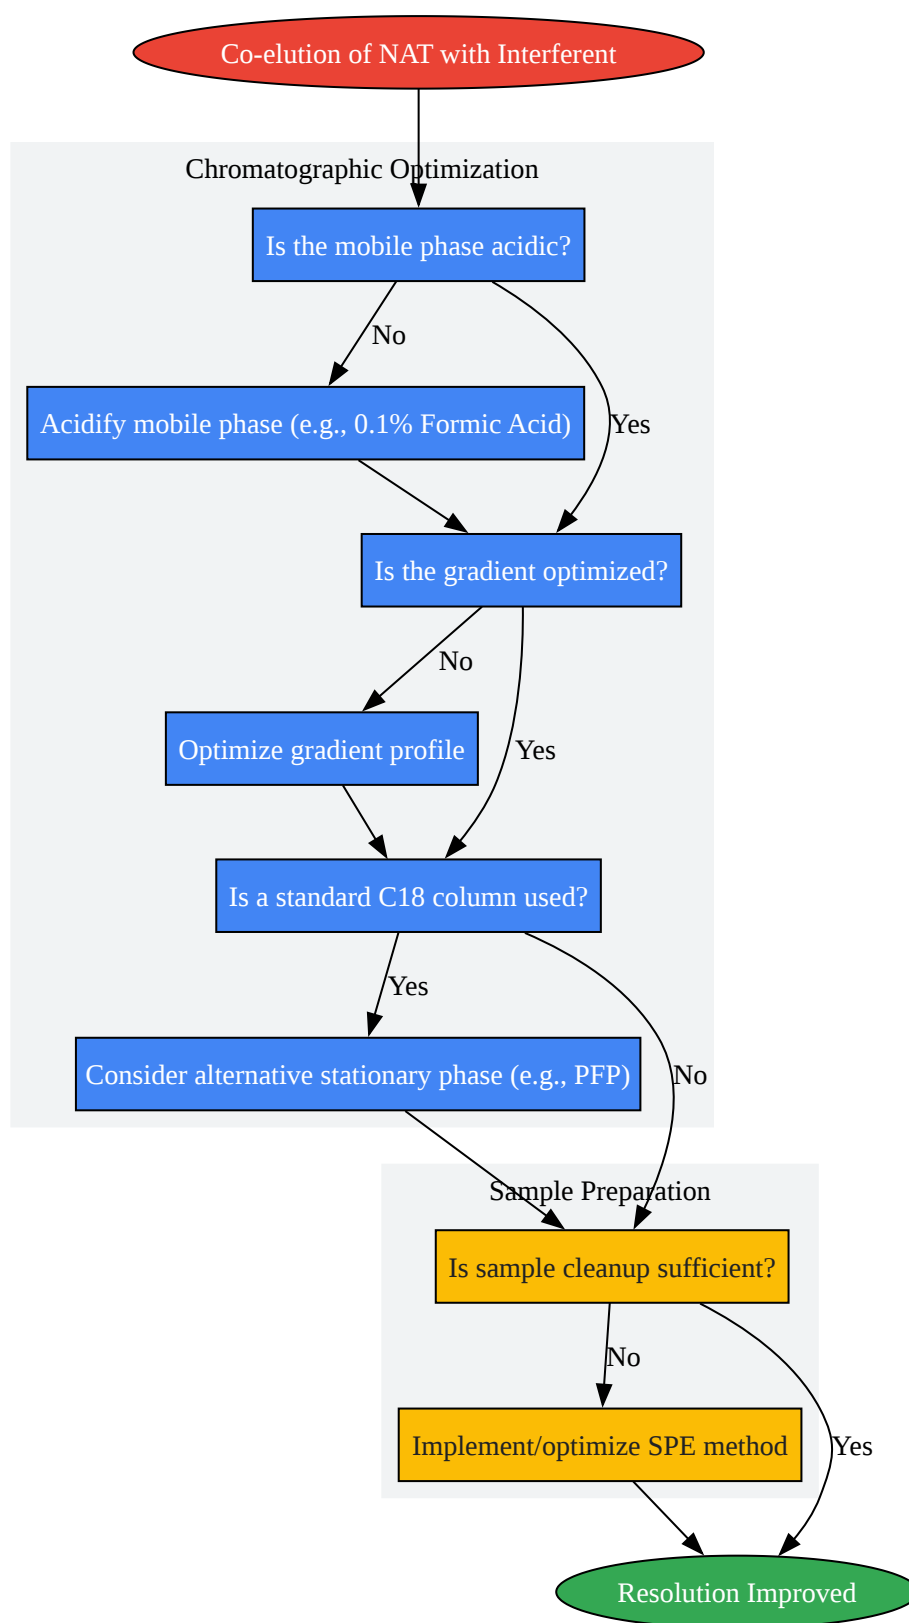 Co-elution of NAT with Interferent
Chromatographic Optimization
Is the mobile phase acidic?
No
Acidify mobile phase (e.g., 0.1% Formic Acid)
Yes
Is the gradient optimized?
No
Optimize gradient profile
Yes
Is a standard C18 column used?
Yes
Consider alternative stationary phase (e.g., PFP)
No
Sample Preparation
Is sample cleanup sufficient?
No
Implement/optimize SPE method
Yes
Resolution Improved